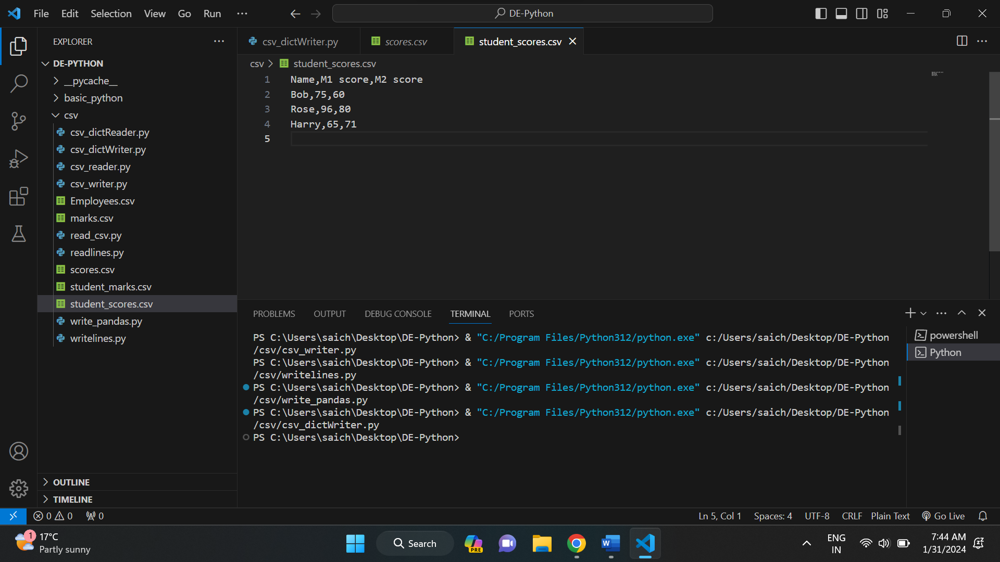 File Edit Selection View Go Run ···
DE-Python
EXPLORER ···
DE-PYTHON
__pycache__
basic_python
csv
csv_dictReader.py
csv_dictWriter.py
csv_reader.py
csv_writer.py
Employees.csv
marks.csv
read_csv.py
readlines.py
scores.csv
student_marks.csv
student_scores.csv
write_pandas.py
writelines.py
OUTLINE
TIMELINE
csv_dictWriter.py scores.csv student_scores.csv
csv > student_scores.csv
1 Name,M1 score,M2 score
2 Bob,75,60
3 Rose,96,80
4 Harry,65,71
5
PROBLEMS OUTPUT DEBUG CONSOLE TERMINAL PORTS
PS C:\Users\saich\Desktop\DE-Python> & "C:/Program Files/Python312/python.exe" c:/Users/saich/Desktop/DE-Python
/csv/csv_writer.py
PS C:\Users\saich\Desktop\DE-Python> & "C:/Program Files/Python312/python.exe" c:/Users/saich/Desktop/DE-Python
/csv/writelines.py
PS C:\Users\saich\Desktop\DE-Python> & "C:/Program Files/Python312/python.exe" c:/Users/saich/Desktop/DE-Python
/csv/write_pandas.py
PS C:\Users\saich\Desktop\DE-Python> & "C:/Program Files/Python312/python.exe" c:/Users/saich/Desktop/DE-Python
/csv/csv_dictWriter.py
PS C:\Users\saich\Desktop\DE-Python>
powershell
Python
0 0 0
Ln 5, Col 1 Spaces: 4 UTF-8 CRLF Plain Text Go Live
1
17°C
Partly sunny
Search
PRE
W
ENG
IN
7:44 AM
1/31/2024